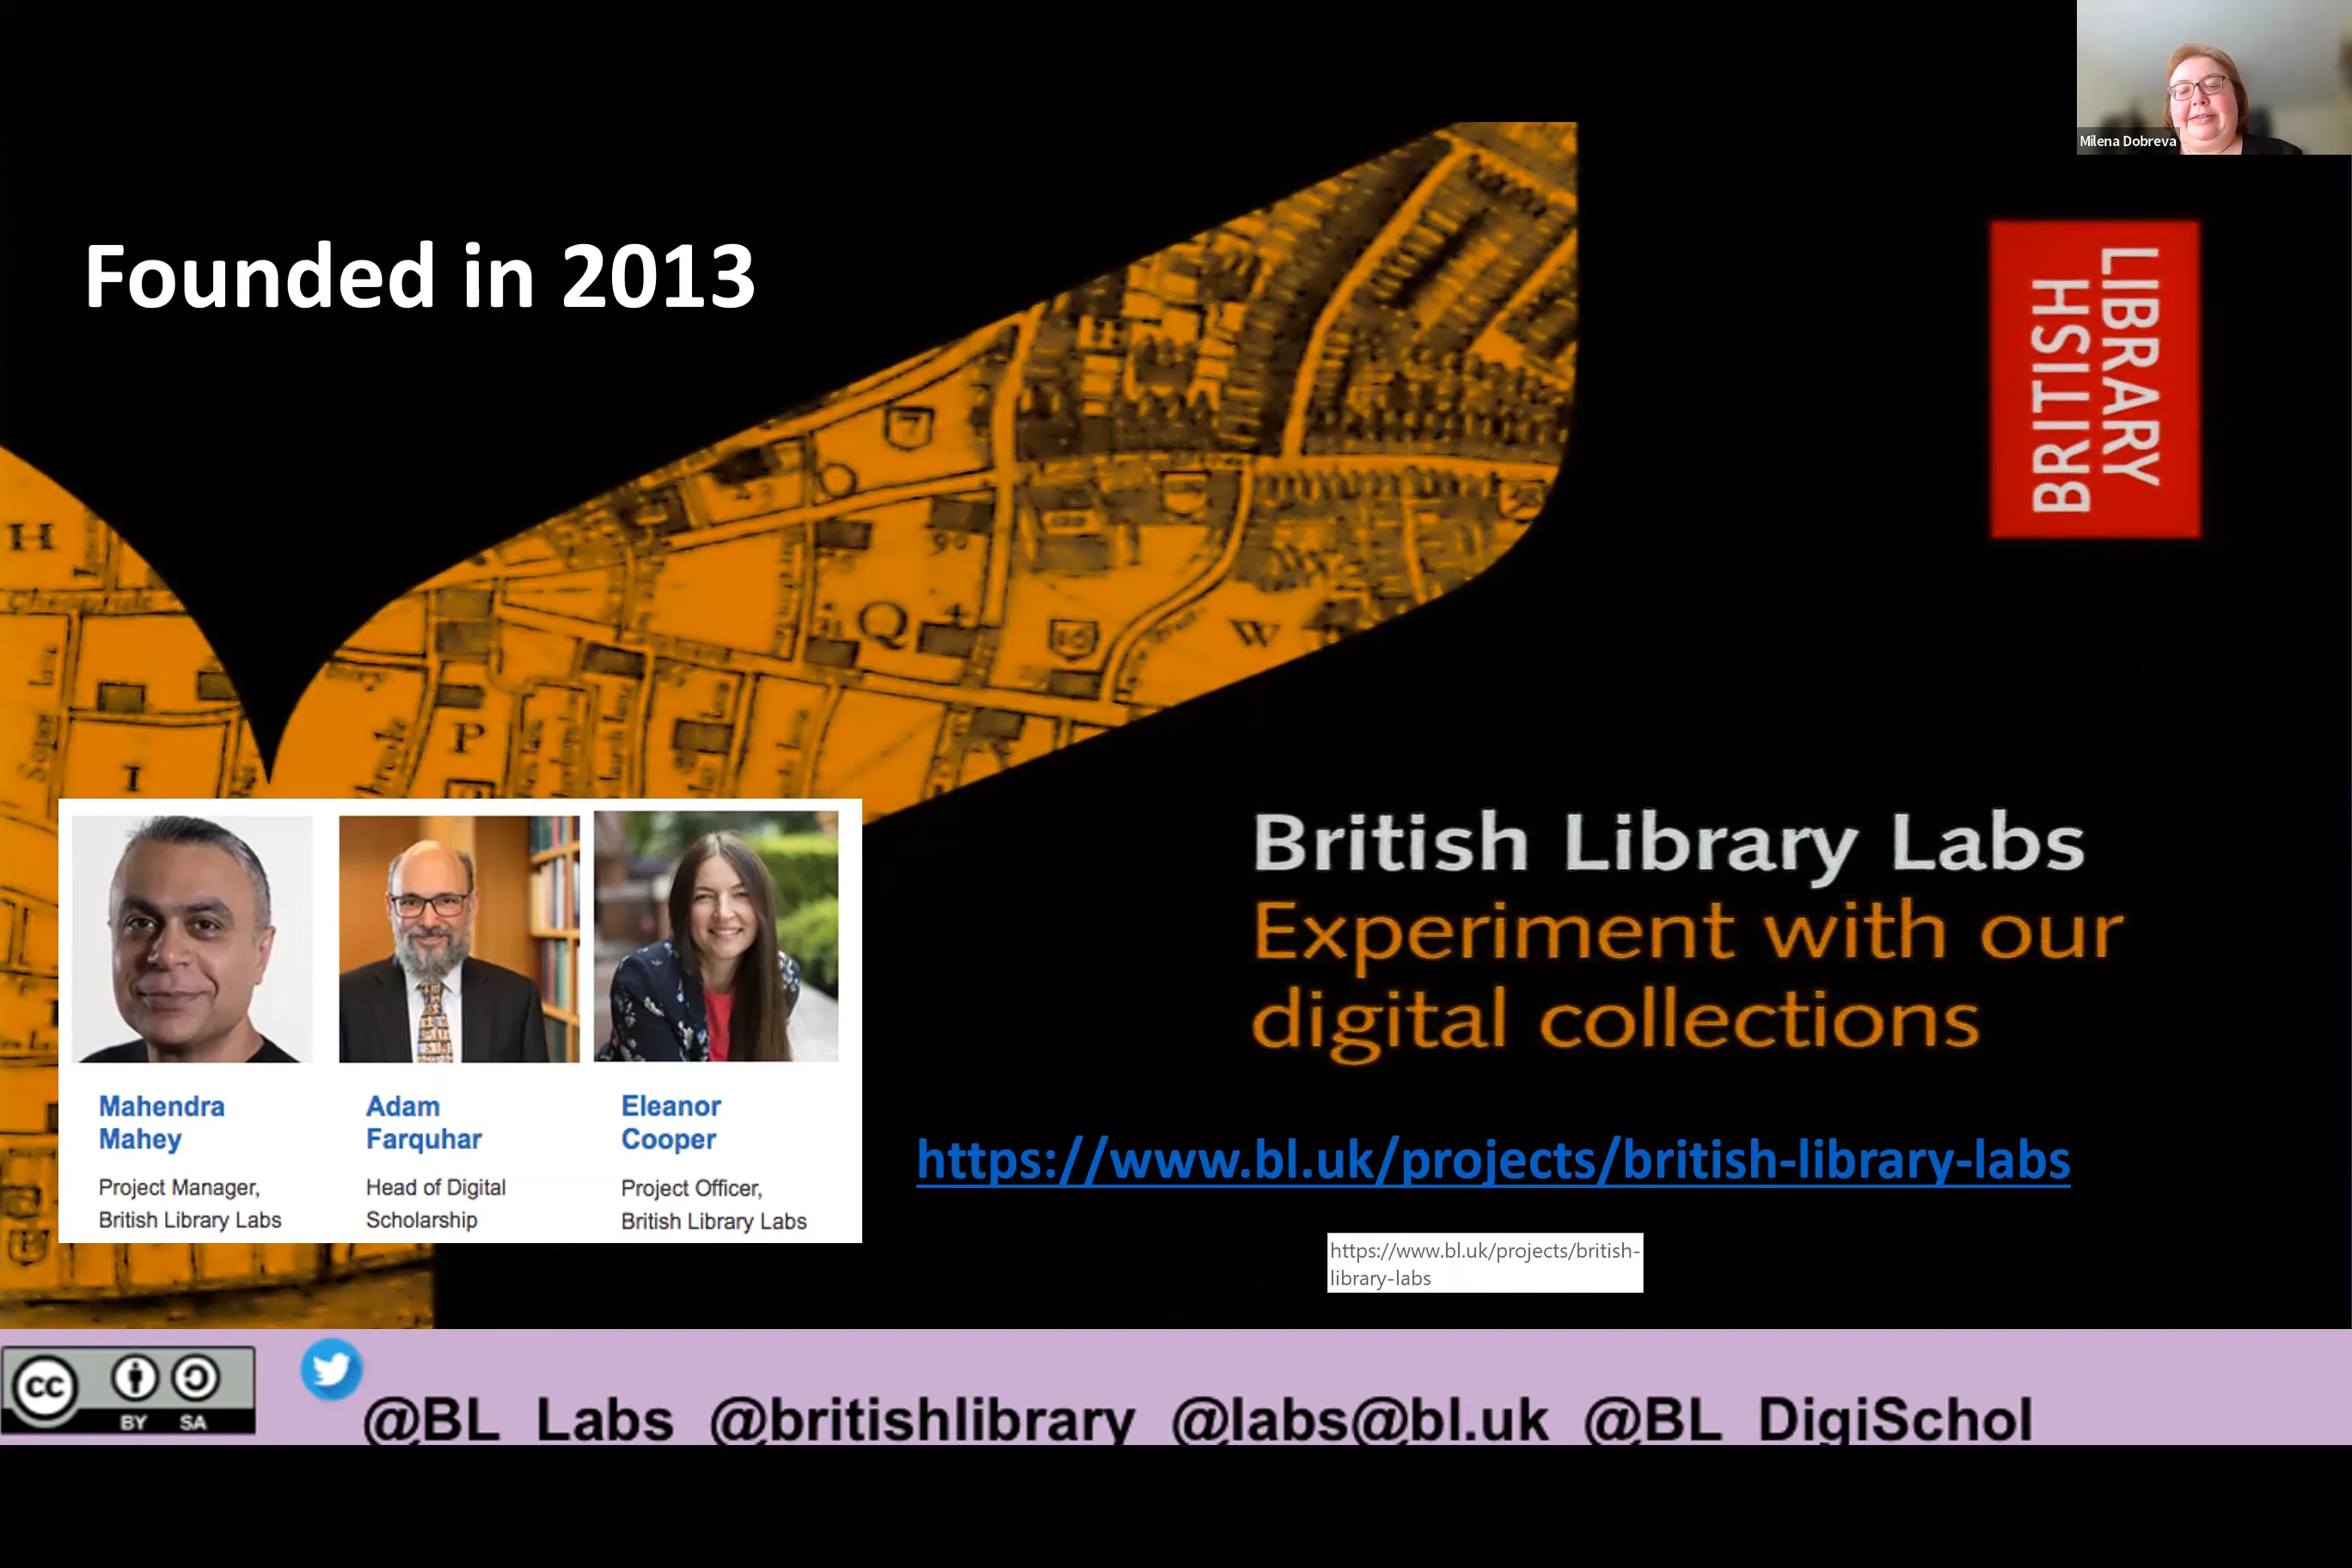 Milena Dobreva
Founded in 2013
BRITISH
LIBRARY
7
H
Q
W
16
P
I
British Library Labs
Experiment with our
digital collections
Mahendra
Mahey
Project Manager,
British Library Labs
Adam
Farquhar
Head of Digital
Scholarship
Eleanor
Cooper
Project Officer,
British Library Labs
https://www.bl.uk/projects/british-library-labs
https://www.bl.uk/projects/british-
library-labs
cc
BY SA
@BL_Labs @britishlibrary @labs@bl.uk @BL_DigiSchol